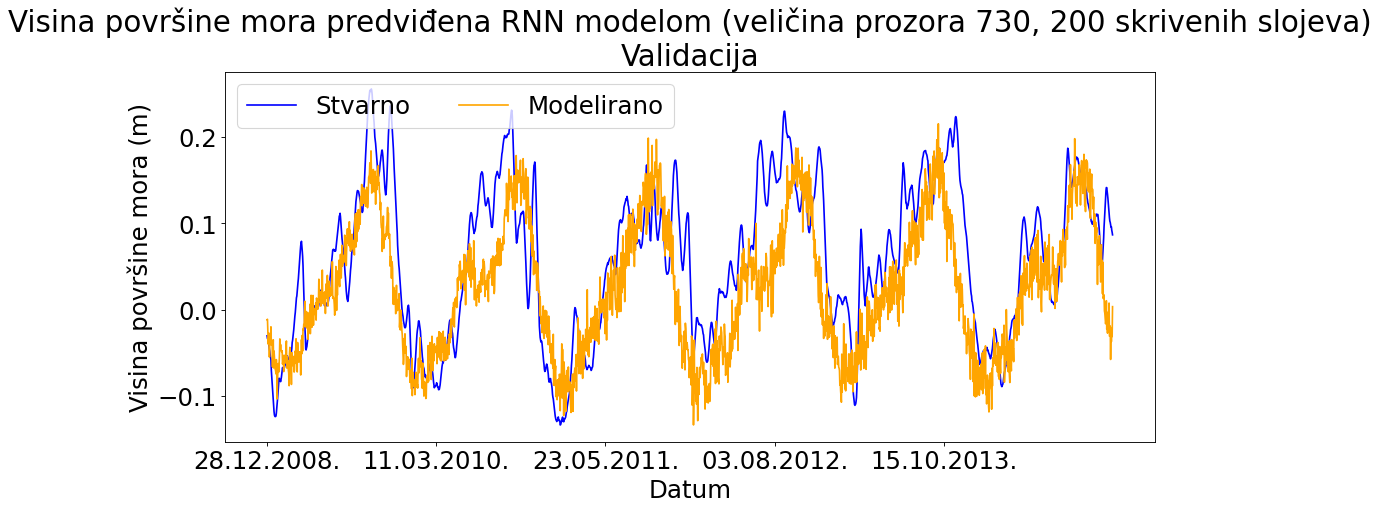 Visina površine mora predviđena RNN modelom (veličina prozora 730, 200 skrivenih slojeva)
Validacija
Stvarno
Modelirano
Visina površine mora (m)
0.2
0.1
0.0
−0.1
28.12.2008.
11.03.2010.
23.05.2011.
03.08.2012.
15.10.2013.
Datum